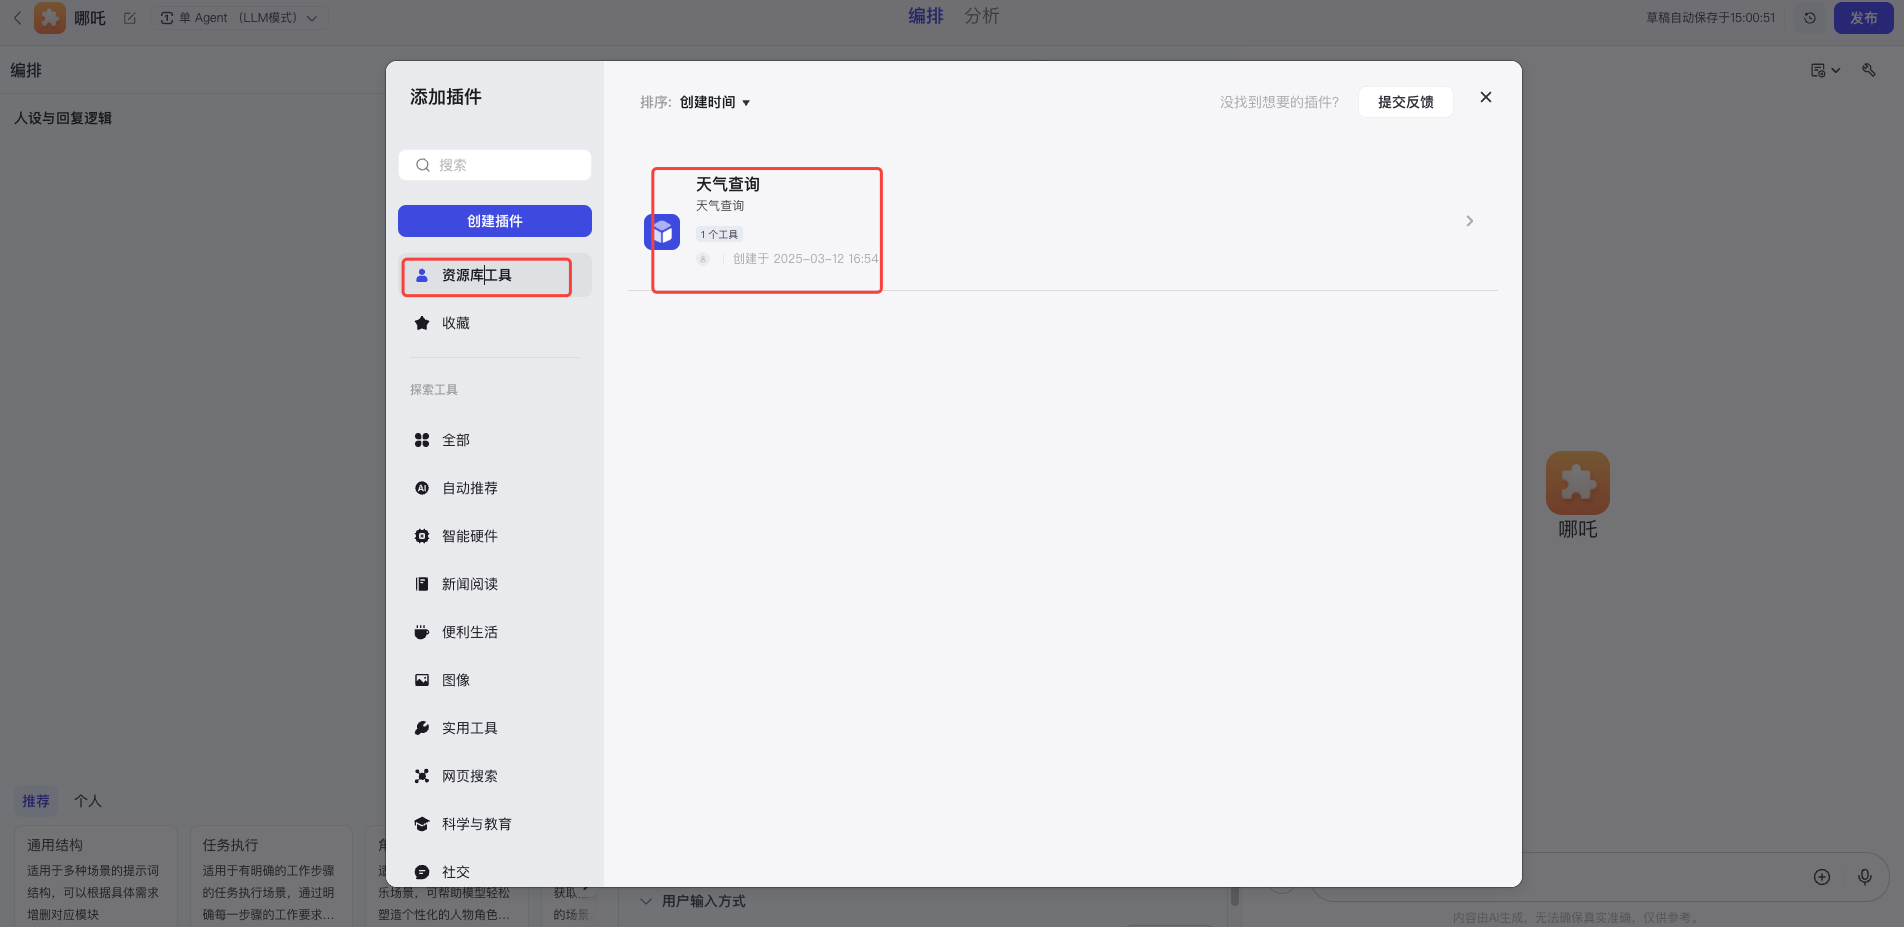 哪吒
单 Agent （LLM模式）
编排
分析
草稿自动保存于15:00:51
发布
编排
人设与回复逻辑
添加插件
搜索
创建插件
资源库工具
收藏
探索工具
全部
自动推荐
智能硬件
新闻阅读
便利生活
图像
实用工具
网页搜索
科学与教育
社交
排序: 创建时间
没找到想要的插件?
提交反馈
天气查询
天气查询
1 个工具
创建于 2025-03-12 16:54
哪吒
推荐
个人
通用结构
适用于多种场景的提示词
结构，可以根据具体需求
增删对应模块
任务执行
适用于有明确的工作步骤
的任务执行场景，通过明
确每一步骤的工作要求...
乐场景，可帮助模型轻松
塑造个性化的人物角色...
获取
的场景
用户输入方式
内容由AI生成，无法确保真实准确，仅供参考。